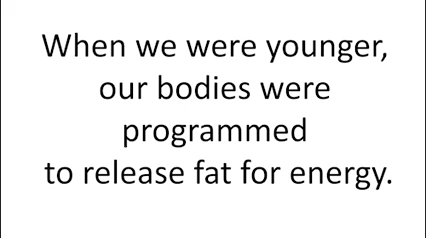 When we were younger,
our bodies were
programmed
to release fat for energy.